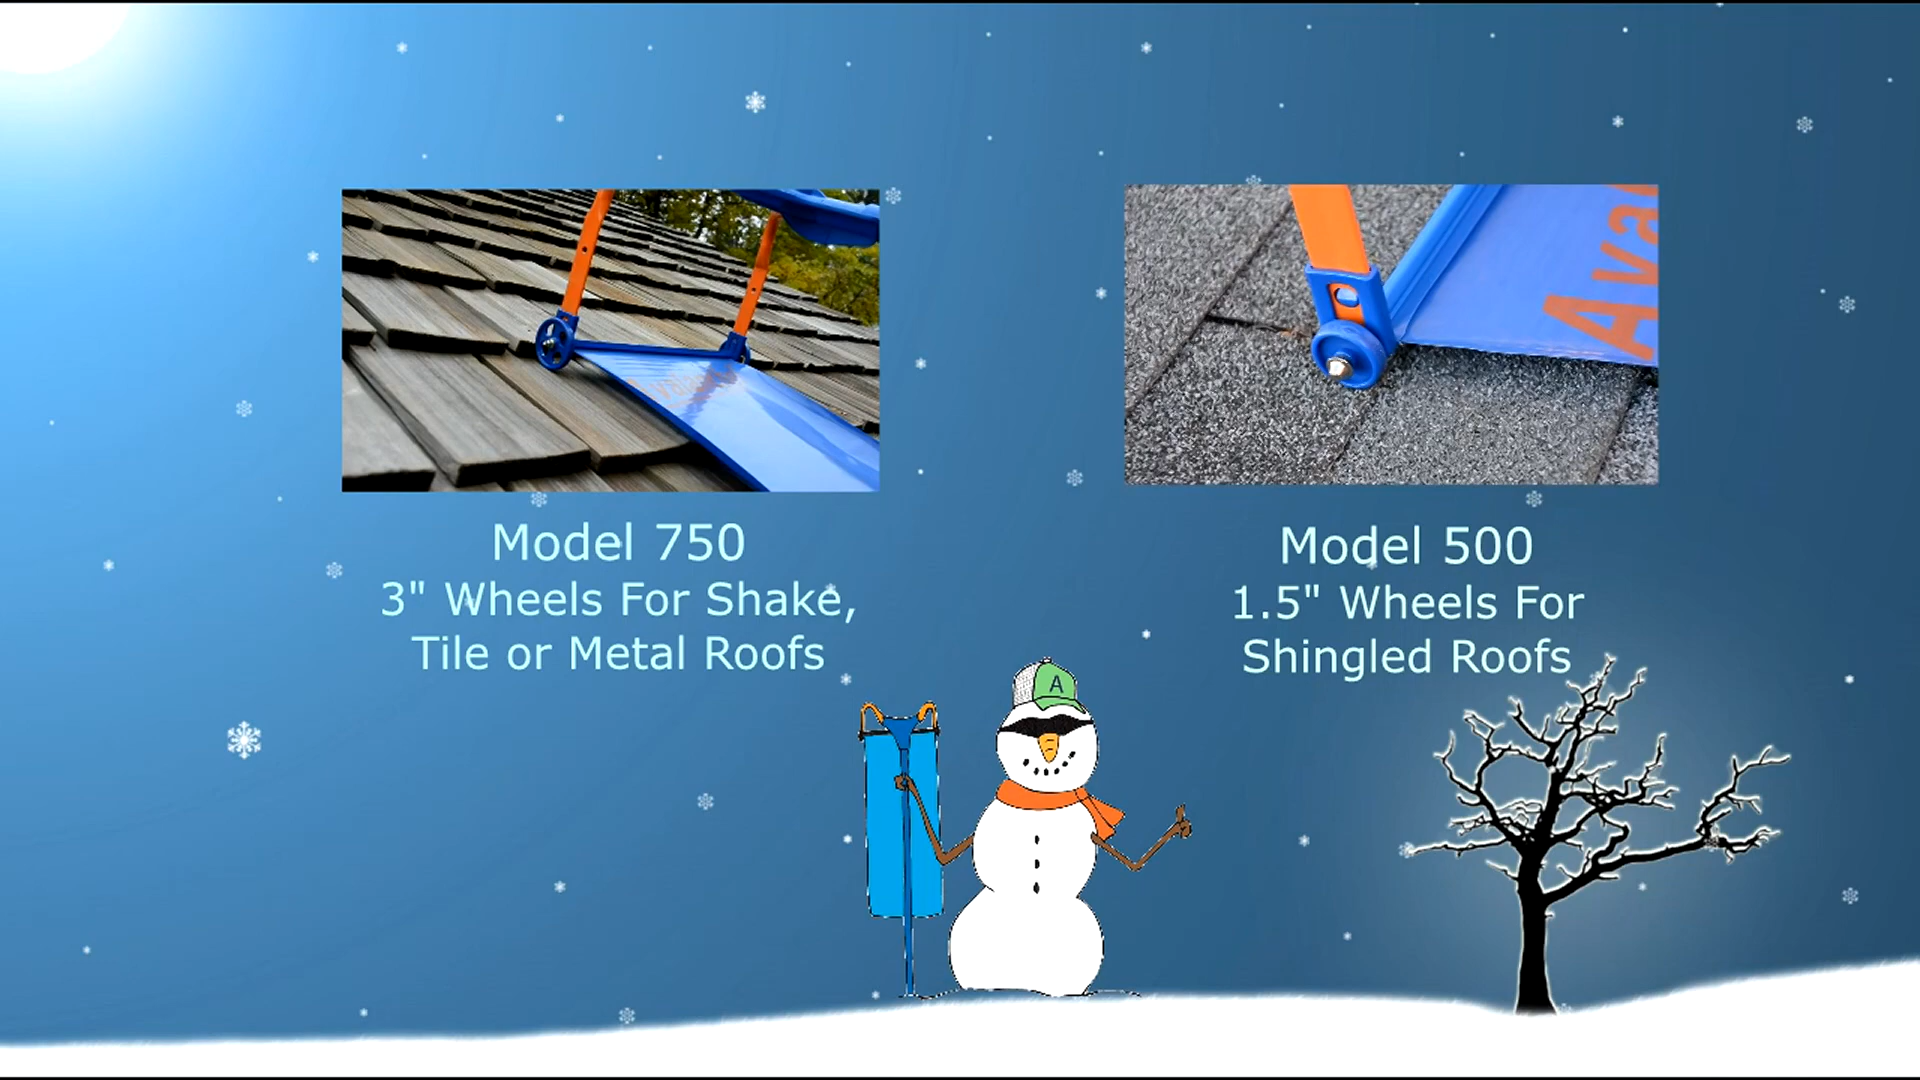 Model 750
3" Wheels For Shake,
Tile or Metal Roofs
Model 500
1.5" Wheels For
Shingled Roofs
A